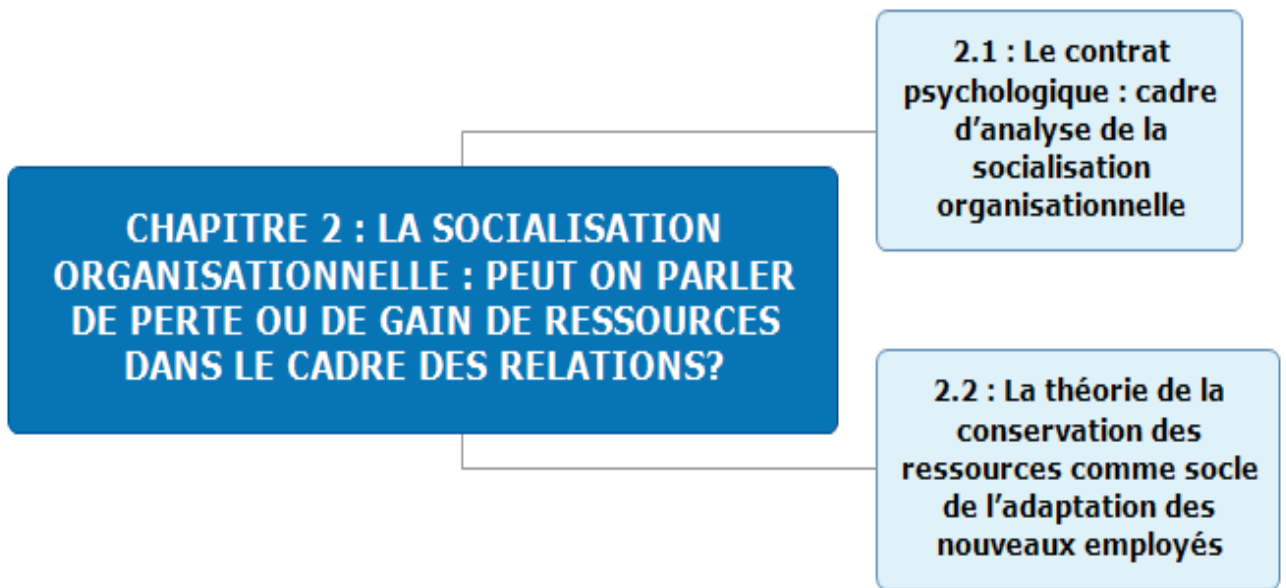 CHAPITRE 2 : LA SOCIALISATION
ORGANISATIONNELLE : PEUT ON PARLER
DE PERTE OU DE GAIN DE RESSOURCES
DANS LE CADRE DES RELATIONS?
2.1 : Le contrat
psychologique : cadre
d’analyse de la
socialisation
organisationnelle
2.2 : La théorie de la
conservation des
ressources comme socle
de l’adaptation des
nouveaux employés